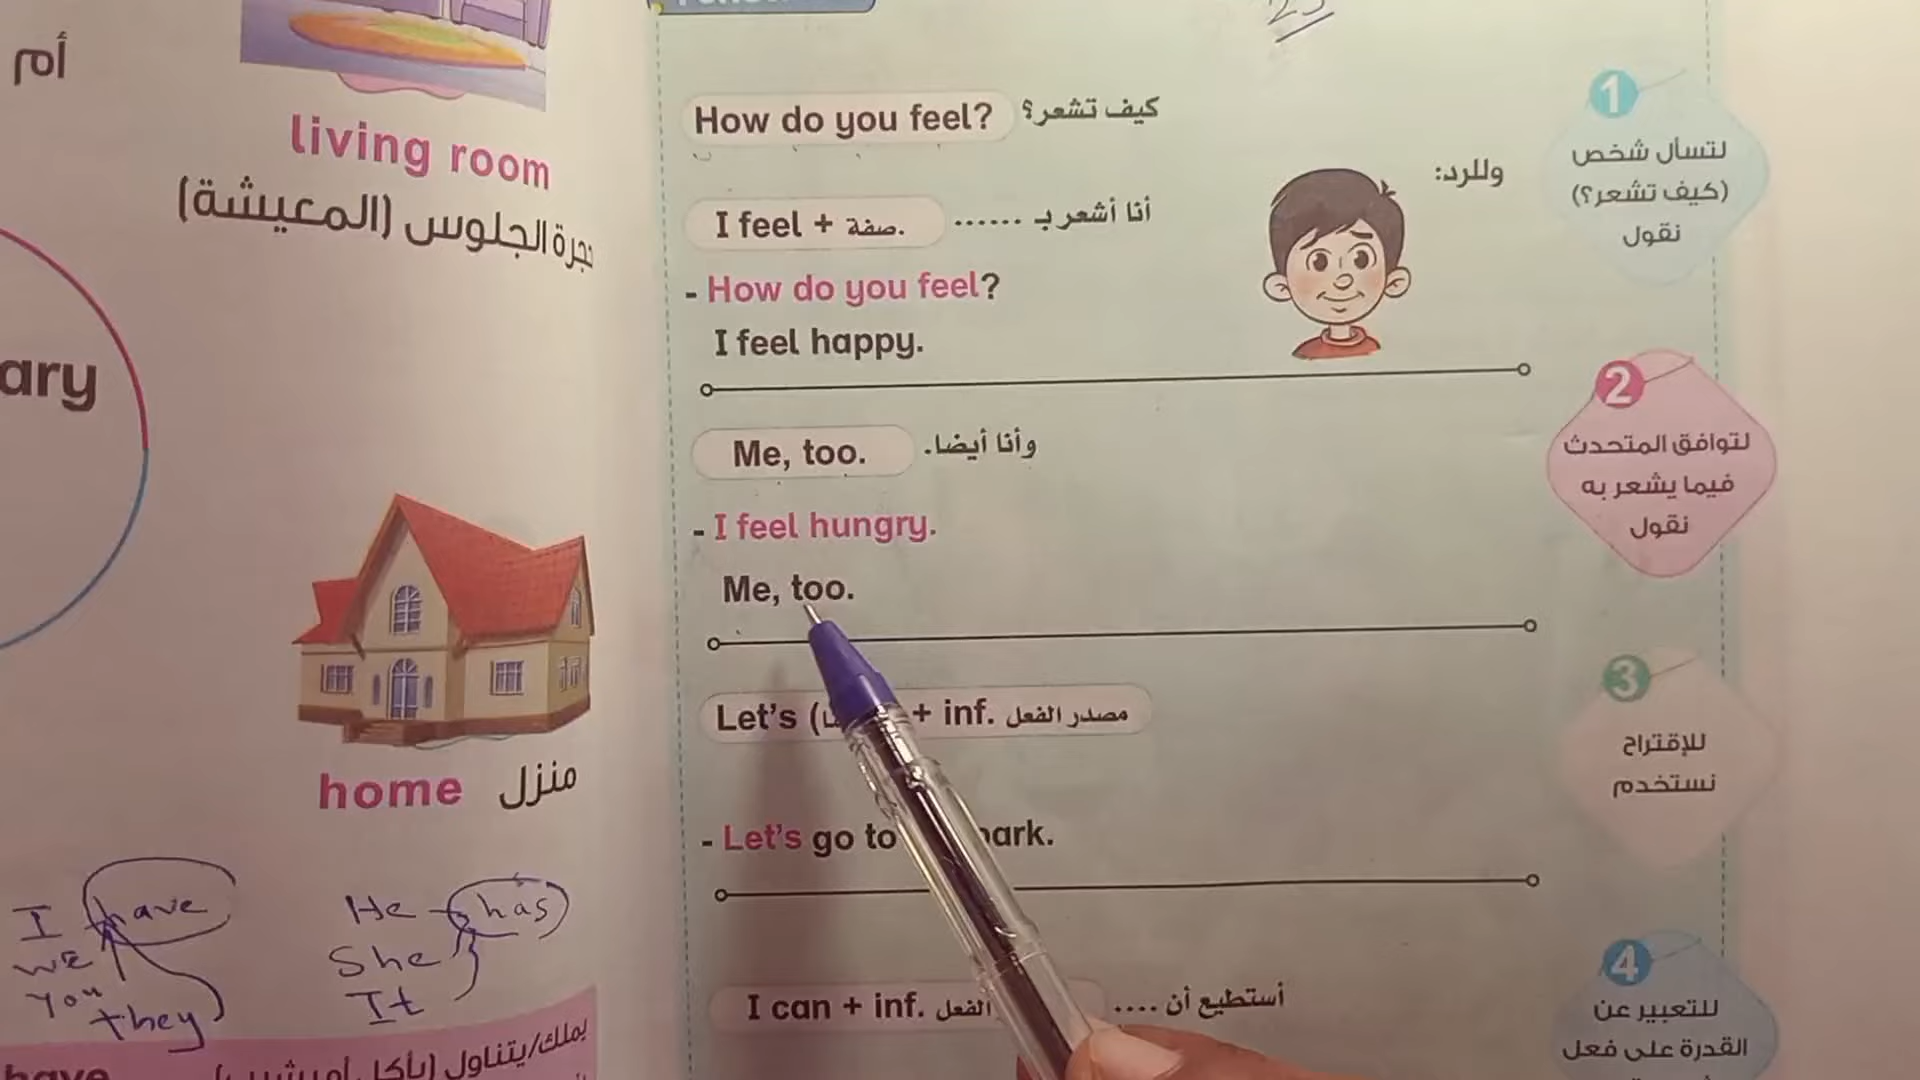 أم
living room
حجرة الجلوس (المعيشة)
ary
home منزل
I have
we
You
they
He has
She
It
have
يملك/يتناول (يأكل أو يشرب)
23
How do you feel? كيف تشعر؟
وللرد:
I feel + صفة. أنا أشعر بـ ......
- How do you feel?
I feel happy.
1
لتسأل شخص
(كيف تشعر؟)
نقول
Me, too. وأنا أيضا.
- I feel hungry.
Me, too.
2
لتوافق المتحدث
فيما يشعر به
نقول
Let's ( + inf. مصدر الفعل
- Let's go to park.
3
للإقتراح
نستخدم
I can + inf. الفعل .... أستطيع أن
4
للتعبير عن
القدرة على فعل